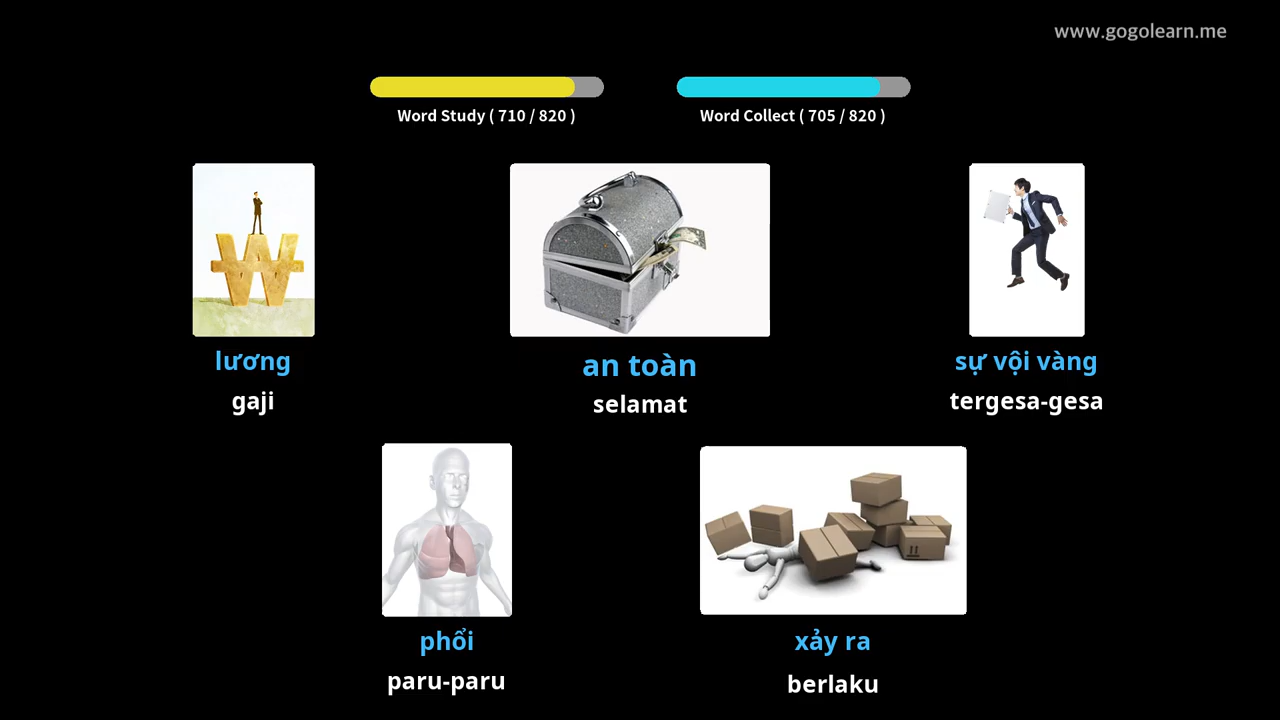 www.gogolearn.me
Word Study ( 710 / 820 )
Word Collect ( 705 / 820 )
lương
gaji
an toàn
selamat
sự vội vàng
tergesa-gesa
phổi
paru-paru
xảy ra
berlaku